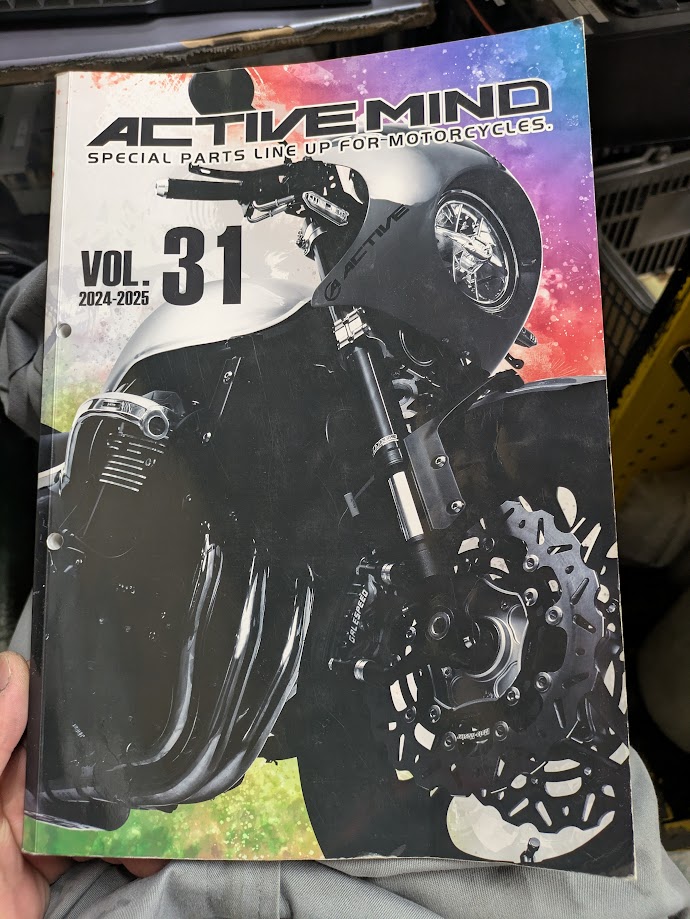 ACTIVE MIND
SPECIAL PARTS LINE UP FOR MOTORCYCLES.
VOL. 31
2024-2025
ACTIVE
GALESPEED